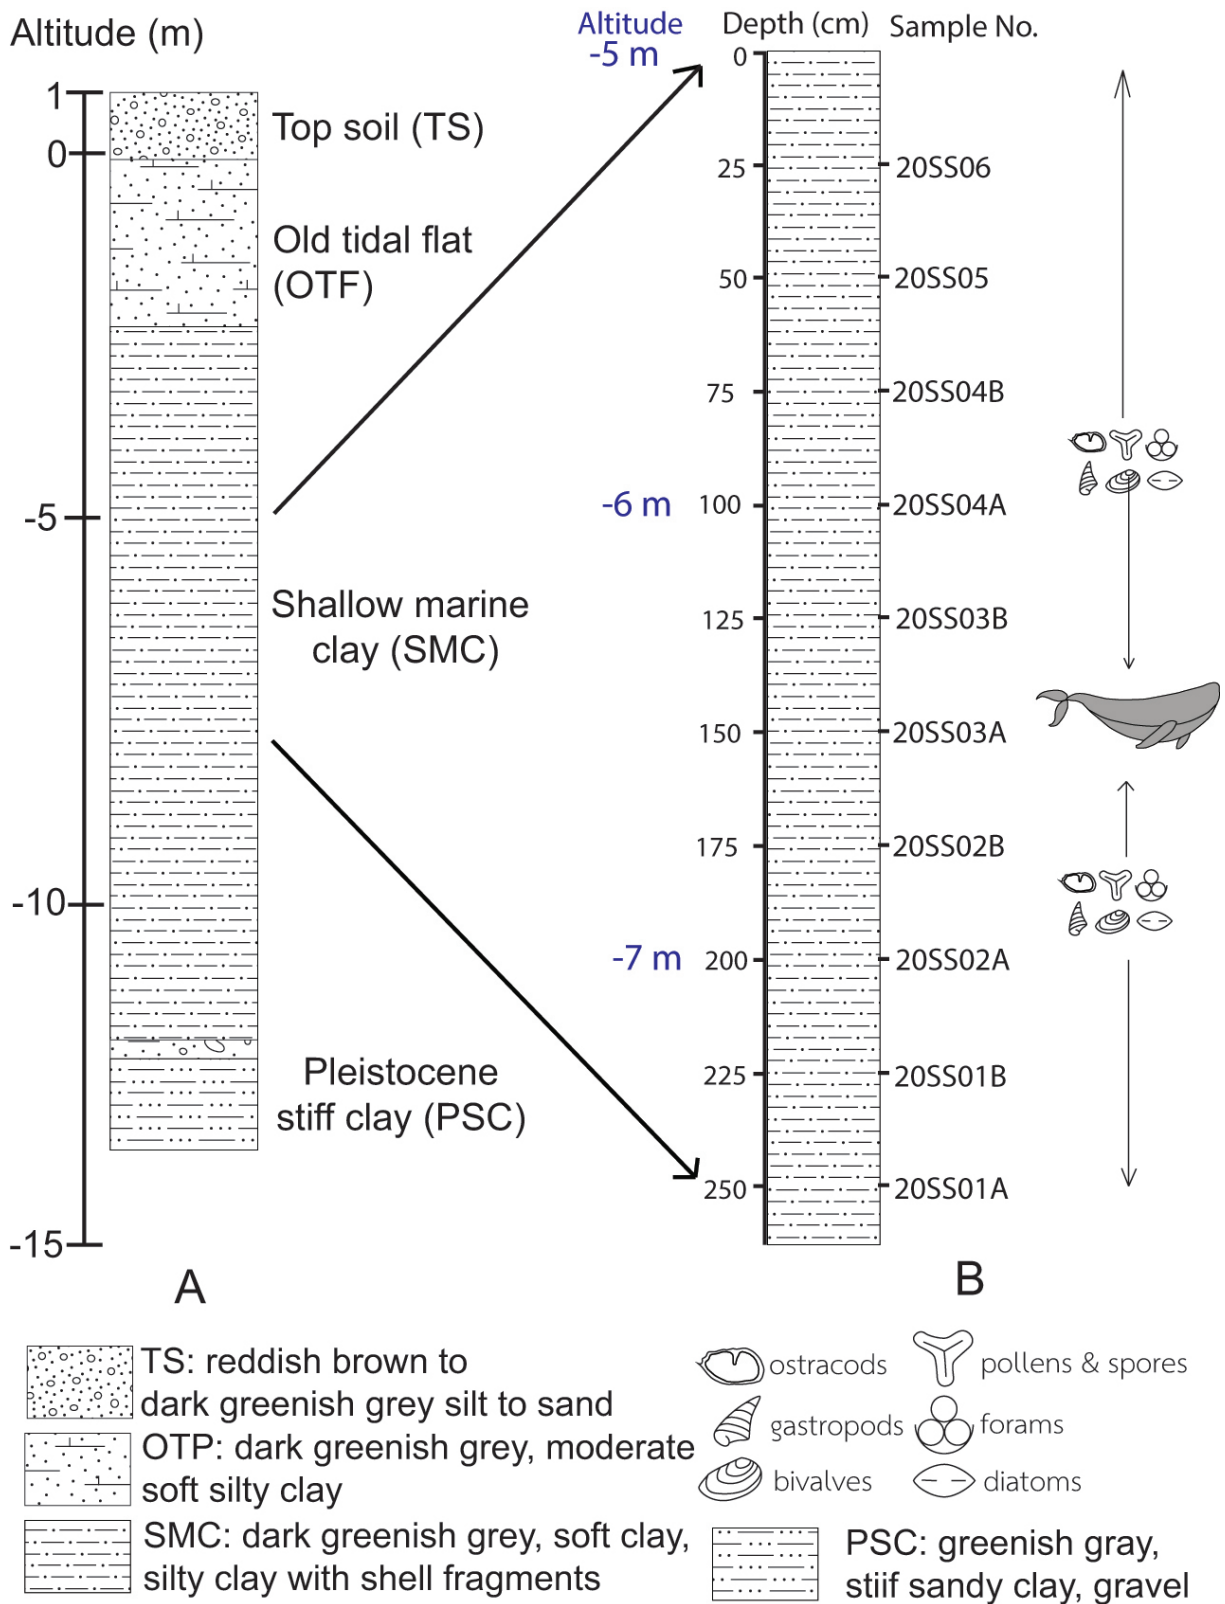 Altitude (m)
1
0
-5
-10
-15
Top soil (TS)
Old tidal flat
(OTF)
Shallow marine
clay (SMC)
Pleistocene
stiff clay (PSC)
A
Altitude
-5 m
-6 m
-7 m
Depth (cm)
0
25
50
75
100
125
150
175
200
225
250
Sample No.
20SS06
20SS05
20SS04B
20SS04A
20SS03B
20SS03A
20SS02B
20SS02A
20SS01B
20SS01A
B
TS: reddish brown to
dark greenish grey silt to sand
OTP: dark greenish grey, moderate
soft silty clay
SMC: dark greenish grey, soft clay,
silty clay with shell fragments
ostracods
pollens & spores
gastropods
forams
bivalves
diatoms
PSC: greenish gray,
stiif sandy clay, gravel